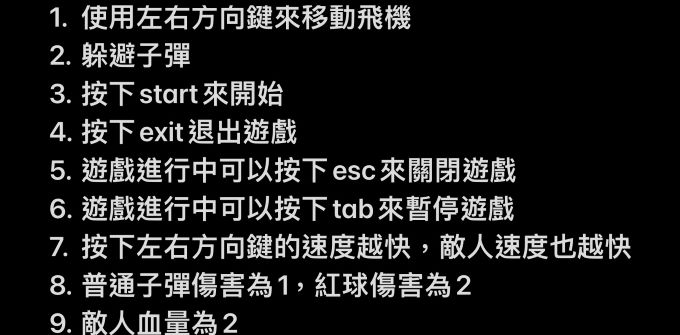 1. 使用左右方向鍵來移動飛機
2. 躲避子彈
3. 按下 start 來開始
4. 按下 exit 退出遊戲
5. 遊戲進行中可以按下 esc 來關閉遊戲
6. 遊戲進行中可以按下 tab 來暫停遊戲
7. 按下左右方向鍵的速度越快，敵人速度也越快
8. 普通子彈傷害為1，紅球傷害為2
9. 敵人血量為2